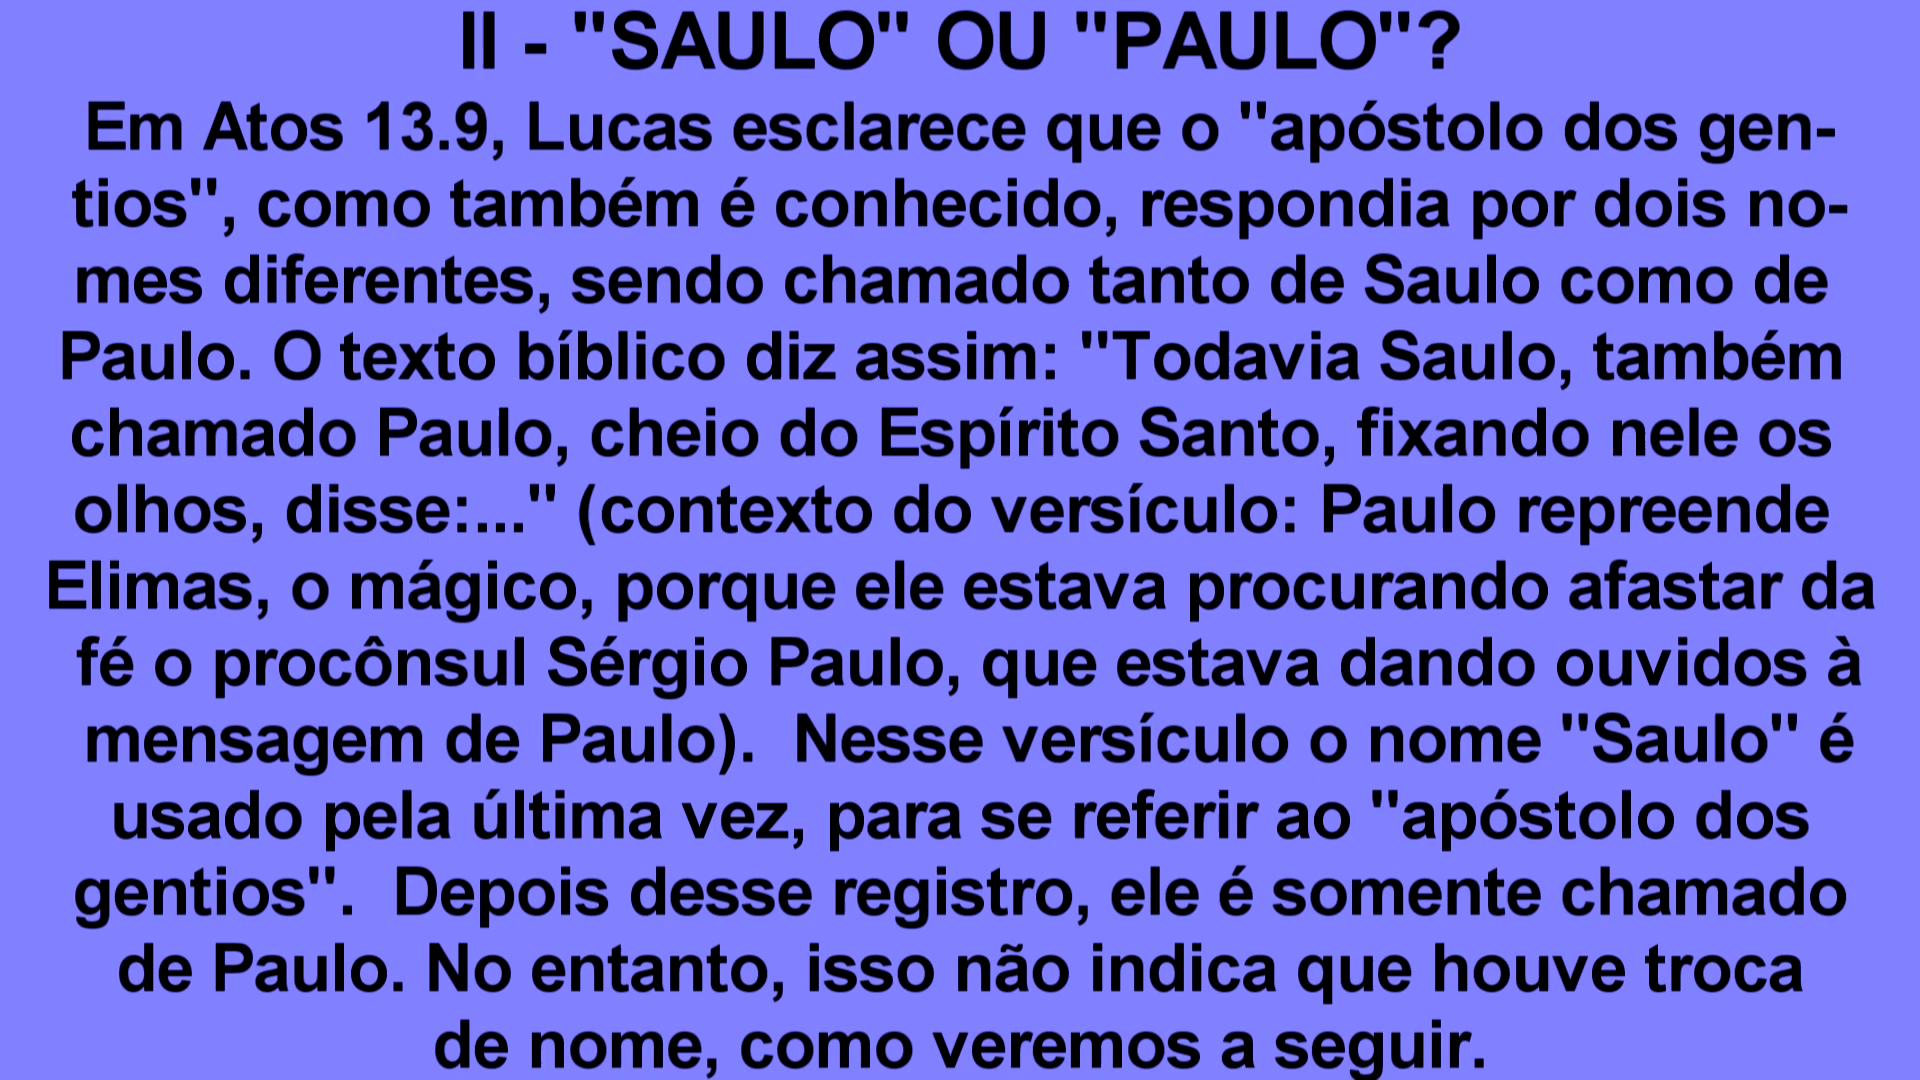 II - "SAULO" OU "PAULO"?
Em Atos 13.9, Lucas esclarece que o "apóstolo dos gen-
tios", como também é conhecido, respondia por dois no-
mes diferentes, sendo chamado tanto de Saulo como de
Paulo. O texto bíblico diz assim: "Todavia Saulo, também
chamado Paulo, cheio do Espírito Santo, fixando nele os
olhos, disse:..." (contexto do versículo: Paulo repreende
Elimas, o mágico, porque ele estava procurando afastar da
fé o procônsul Sérgio Paulo, que estava dando ouvidos à
mensagem de Paulo).  Nesse versículo o nome "Saulo" é
usado pela última vez, para se referir ao "apóstolo dos
gentios".  Depois desse registro, ele é somente chamado
de Paulo. No entanto, isso não indica que houve troca
de nome, como veremos a seguir.